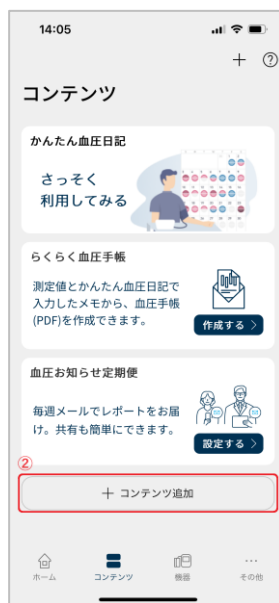 14:05
コンテンツ
かんたん血圧日記
さっそく
利用してみる
らくらく血圧手帳
測定値とかんたん血圧日記で
入力したメモから、血圧手帳
(PDF)を作成できます。
作成する
血圧お知らせ定期便
毎週メールでレポートをお届
け。共有も簡単にできます。
設定する
②
＋ コンテンツ追加
ホーム
コンテンツ
機器
その他